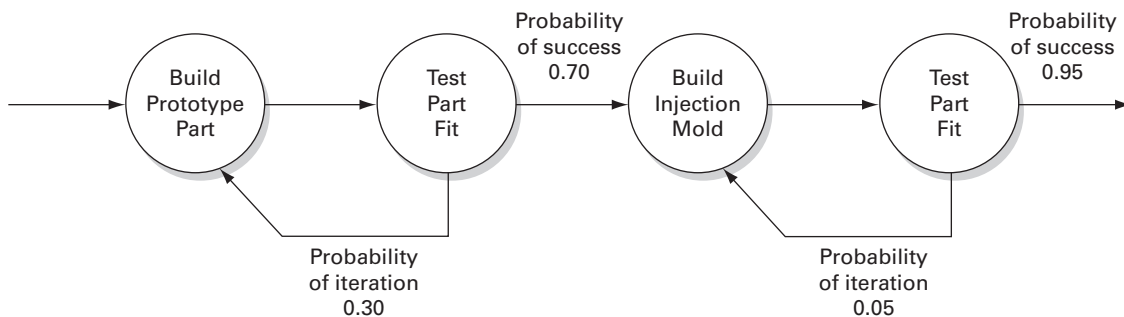 Build
Prototype
Part
Test
Part
Fit
Probability
of success
0.70
Build
Injection
Mold
Test
Part
Fit
Probability
of success
0.95
Probability
of iteration
0.30
Probability
of iteration
0.05